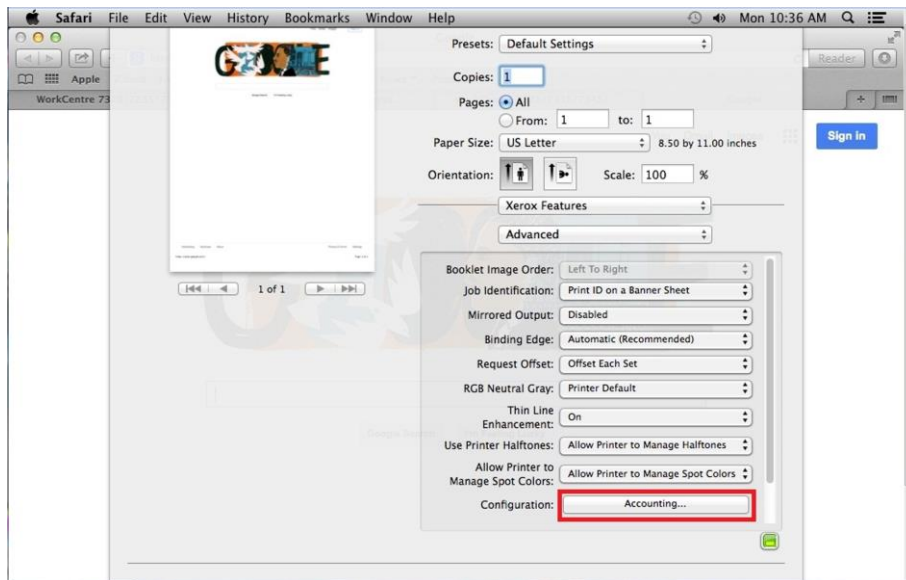 Safari File Edit View History Bookmarks Window Help Mon 10:36 AM
Presets: Default Settings
Reader
Copies: 1
Apple
Pages: All
WorkCentre 73
From: 1 to: 1
Sign in
Paper Size: US Letter 8.50 by 11.00 inches
Orientation: Scale: 100 %
Xerox Features
Advanced
Booklet Image Order: Left To Right
1 of 1
Job Identification: Print ID on a Banner Sheet
Mirrored Output: Disabled
Binding Edge: Automatic (Recommended)
Request Offset: Offset Each Set
RGB Neutral Gray: Printer Default
Thin Line
Enhancement: On
Use Printer Halftones: Allow Printer to Manage Halftones
Allow Printer to
Manage Spot Colors: Allow Printer to Manage Spot Colors
Configuration: Accounting...